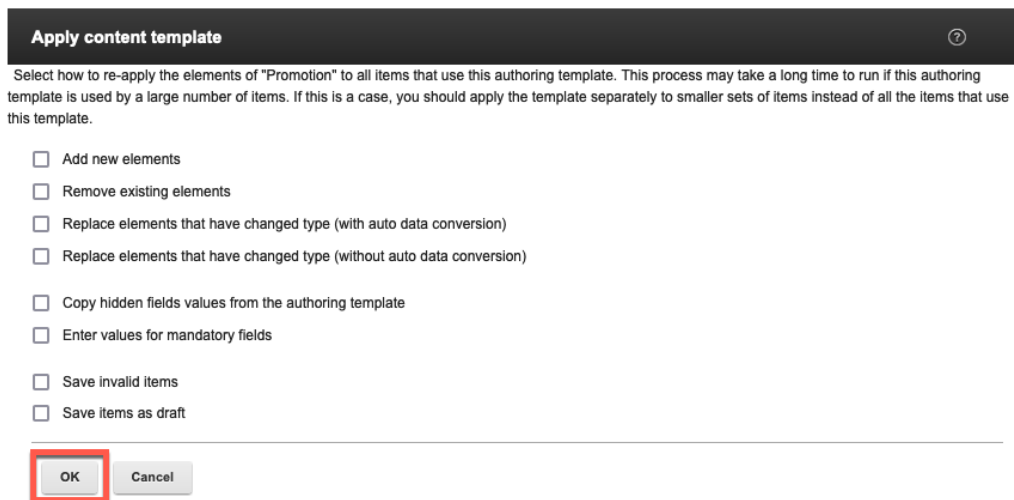 Apply content template
?
Select how to re-apply the elements of "Promotion" to all items that use this authoring template. This process may take a long time to run if this authoring
template is used by a large number of items. If this is a case, you should apply the template separately to smaller sets of items instead of all the items that use
this template.
Add new elements
Remove existing elements
Replace elements that have changed type (with auto data conversion)
Replace elements that have changed type (without auto data conversion)
Copy hidden fields values from the authoring template
Enter values for mandatory fields
Save invalid items
Save items as draft
OK Cancel